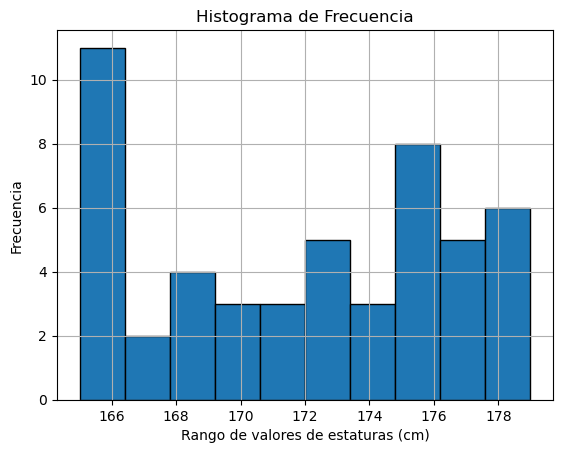 Histograma de Frecuencia
Frecuencia
10
8
6
4
2
0
166 168 170 172 174 176 178
Rango de valores de estaturas (cm)